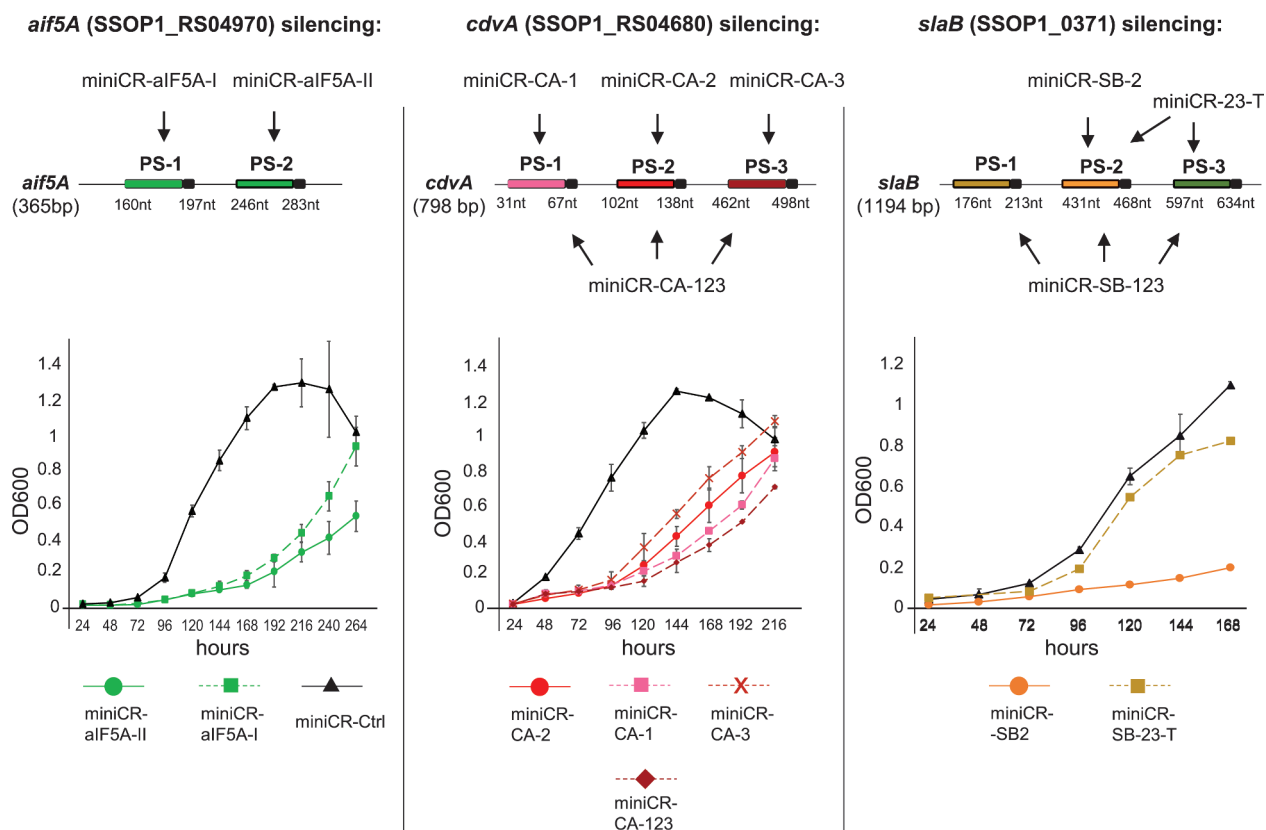 aif5A (SSOP1_RS04970) silencing:
miniCR-aIF5A-I miniCR-aIF5A-II
PS-1 PS-2
aif5A
(365bp)
160nt 197nt 246nt 283nt
1.4
1.2
1
0.8
0.6
0.4
0.2
0
OD600
24 48 72 96 120 144 168 192 216 240 264
hours
miniCR-
aIF5A-II
miniCR-
aIF5A-I
miniCR-Ctrl
cdvA (SSOP1_RS04680) silencing:
miniCR-CA-1 miniCR-CA-2 miniCR-CA-3
PS-1 PS-2 PS-3
cdvA
(798 bp)
31nt 67nt 102nt 138nt 462nt 498nt
miniCR-CA-123
1.4
1.2
1
0.8
0.6
0.4
0.2
0
OD600
24 48 72 96 120 144 168 192 216
hours
miniCR-
CA-2
miniCR-
CA-1
miniCR-
CA-3
miniCR-
CA-123
slaB (SSOP1_0371) silencing:
miniCR-SB-2
miniCR-23-T
PS-1 PS-2 PS-3
slaB
(1194 bp)
176nt 213nt 431nt 468nt 597nt 634nt
miniCR-SB-123
1.2
1
0.8
0.6
0.4
0.2
0
OD600
24 48 72 96 120 144 168
hours
miniCR-
-SB2
miniCR-
SB-23-T